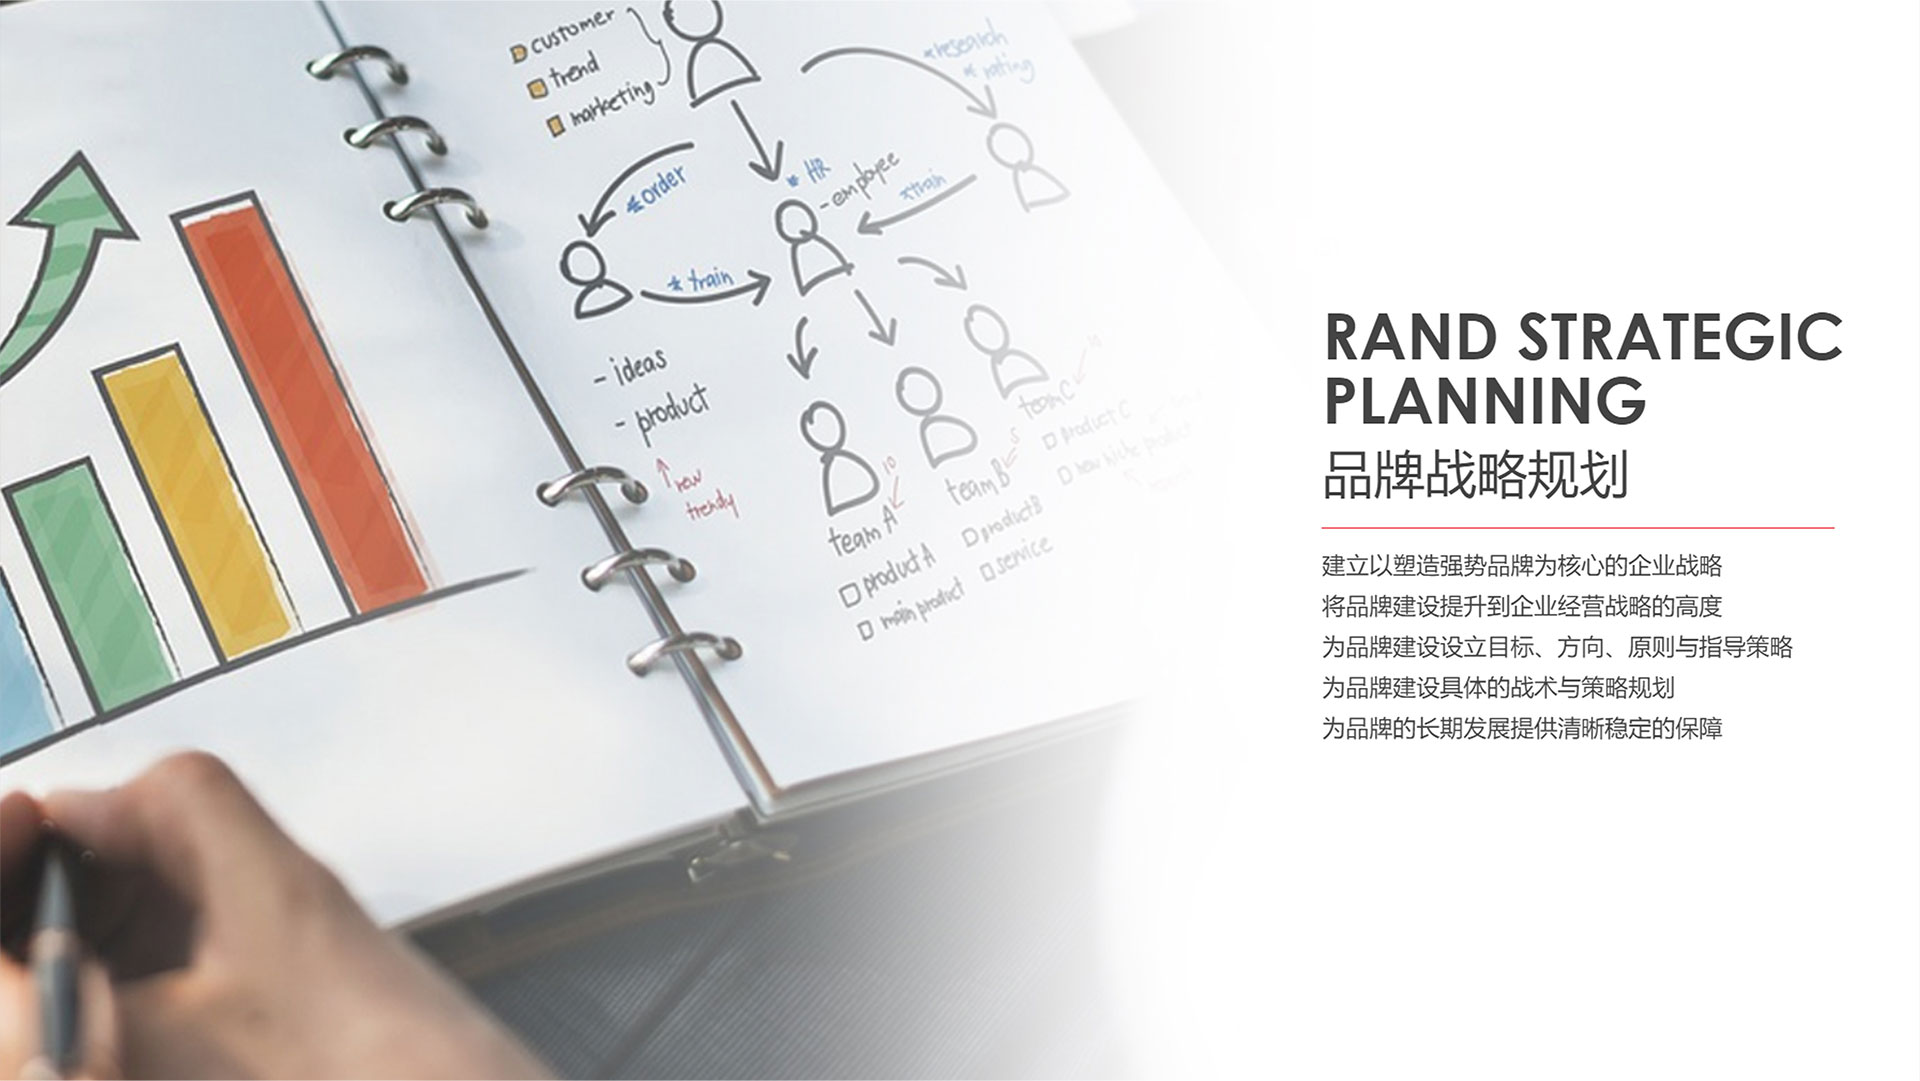 customer
trend
marketing
*research
* rating
*order
* HR
- employee
*train
* train
- ideas
- product
new
trendy
10
team A
product A
main product
5
team B
product B
service
10
team C
product C
new niche product
RAND STRATEGIC
PLANNING
品牌战略规划
建立以塑造强势品牌为核心的企业战略
将品牌建设提升到企业经营战略的高度
为品牌建设设立目标、方向、原则与指导策略
为品牌建设具体的战术与策略规划
为品牌的长期发展提供清晰稳定的保障